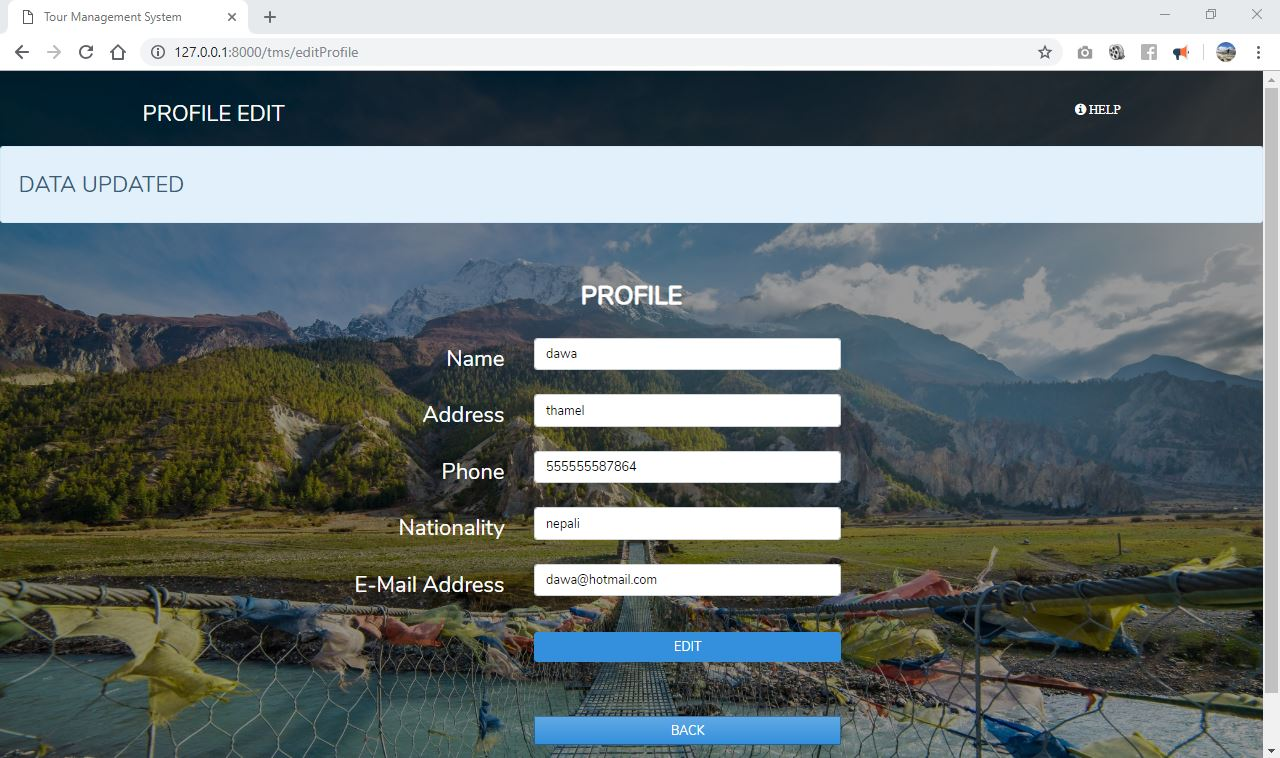 Tour Management System
127.0.0.1:8000/tms/editProfile
PROFILE EDIT
HELP
DATA UPDATED
PROFILE
Name dawa
Address thamel
Phone 555555587864
Nationality nepali
E-Mail Address dawa@hotmail.com
EDIT
BACK